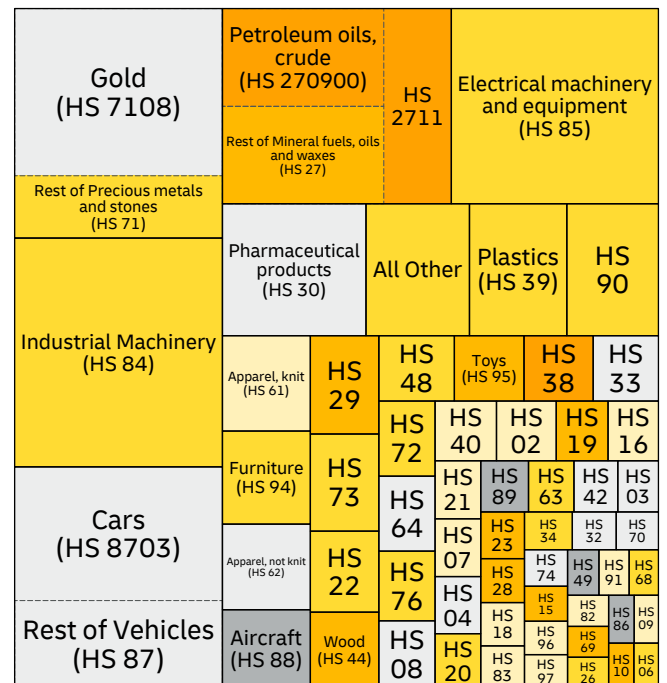 Gold
(HS 7108)
Rest of Precious metals
and stones
(HS 71)
Industrial Machinery
(HS 84)
Cars
(HS 8703)
Rest of Vehicles
(HS 87)
Petroleum oils,
crude
(HS 270900)
Rest of Mineral fuels, oils
and waxes
(HS 27)
HS
2711
Electrical machinery
and equipment
(HS 85)
Pharmaceutical
products
(HS 30)
All Other
Plastics
(HS 39)
HS
90
Apparel, knit
(HS 61)
Furniture
(HS 94)
Apparel, not knit
(HS 62)
Aircraft
(HS 88)
HS
29
HS
73
HS
22
Wood
(HS 44)
HS
48
Toys
(HS 95)
HS
38
HS
33
HS
72
HS
64
HS
76
HS
08
HS
40
HS
02
HS
19
HS
16
HS
21
HS
07
HS
04
HS
20
HS
89
HS
63
HS
42
HS
03
HS
23
HS
28
HS
18
HS
83
HS
34
HS
32
HS
70
HS
74
HS
49
HS
91
HS
68
HS
15
HS
96
HS
97
HS
82
HS
69
HS
26
HS
86
HS
09
HS
10
HS
06